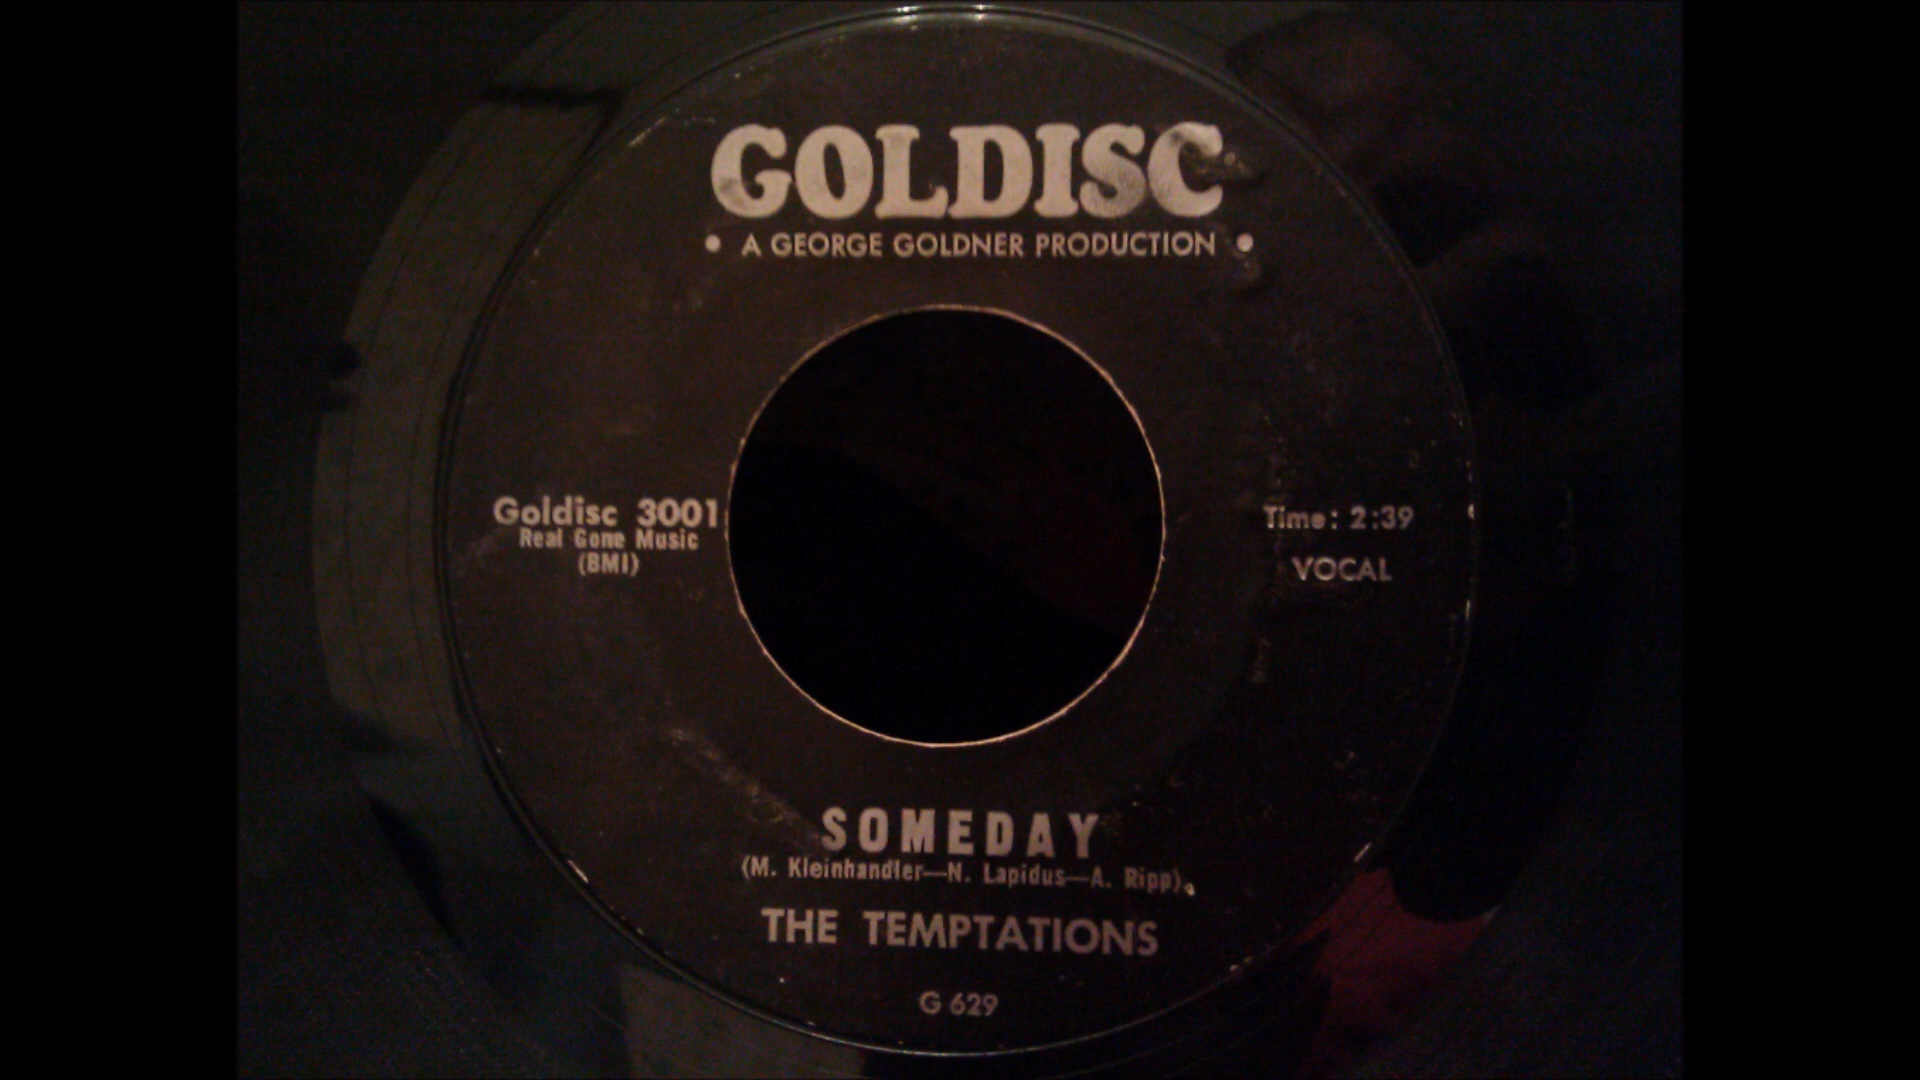 GOLDISC
• A GEORGE GOLDNER PRODUCTION •
Goldisc 3001
Real Gone Music
(BMI)
Time: 2:39
VOCAL
SOMEDAY
(M. Kleinhandler—N. Lapidus—A. Ripp)
THE TEMPTATIONS
G 629